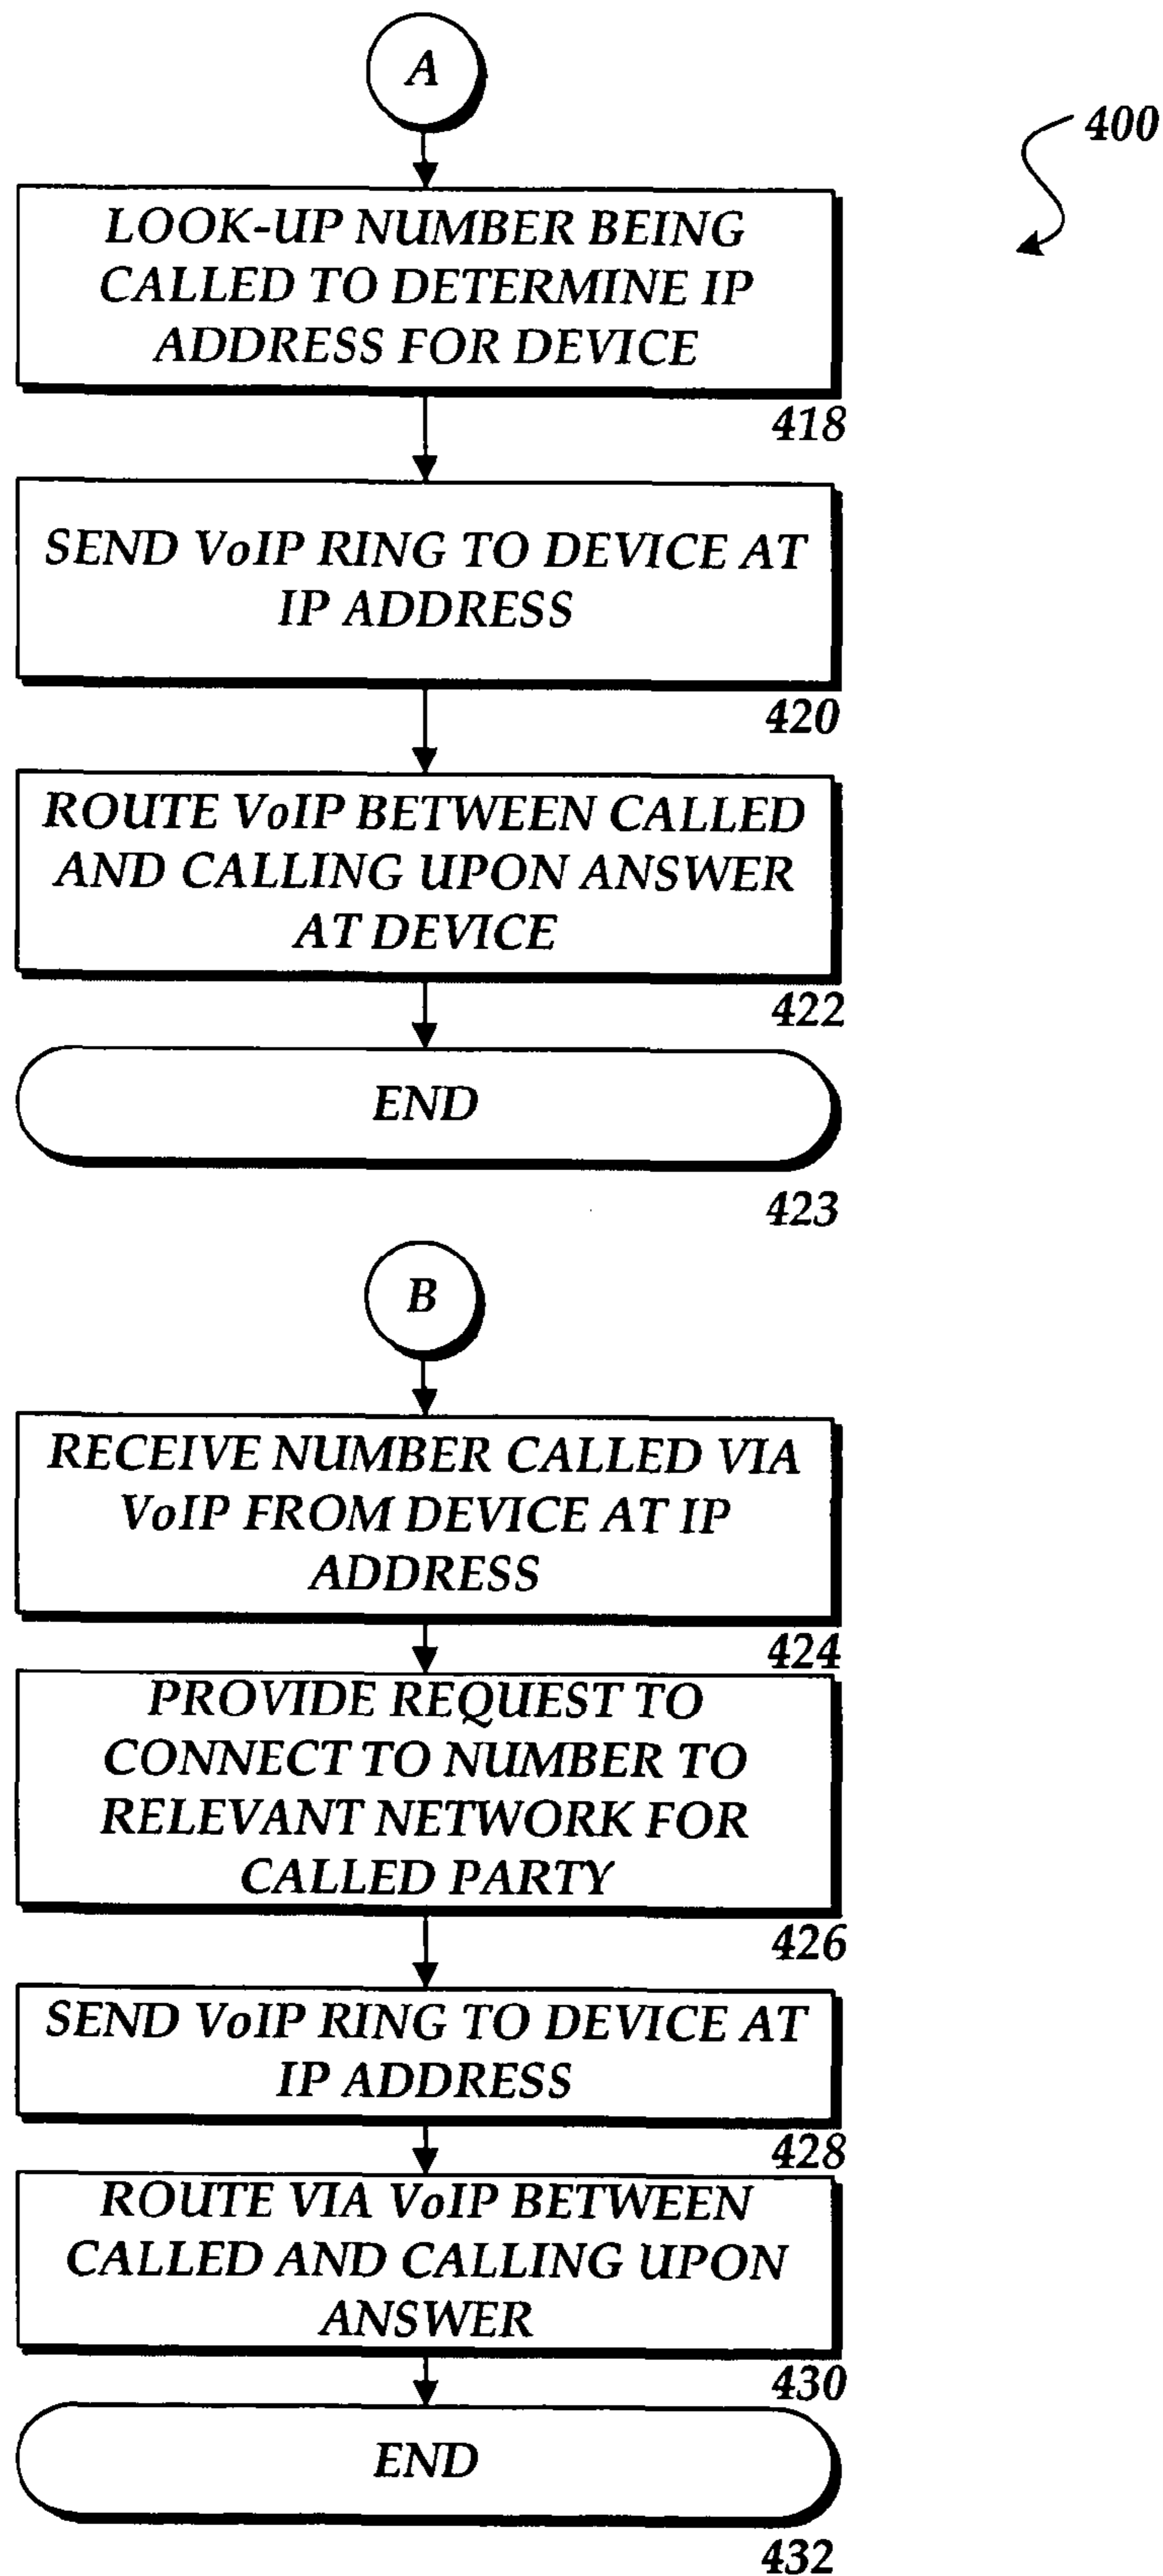 A
400
LOOK-UP NUMBER BEING
CALLED TO DETERMINE IP
ADDRESS FOR DEVICE
418
SEND VoIP RING TO DEVICE AT
IP ADDRESS
420
ROUTE VoIP BETWEEN CALLED
AND CALLING UPON ANSWER
AT DEVICE
422
END
423
B
RECEIVE NUMBER CALLED VIA
VoIP FROM DEVICE AT IP
ADDRESS
424
PROVIDE REQUEST TO
CONNECT TO NUMBER TO
RELEVANT NETWORK FOR
CALLED PARTY
426
SEND VoIP RING TO DEVICE AT
IP ADDRESS
428
ROUTE VIA VoIP BETWEEN
CALLED AND CALLING UPON
ANSWER
430
END
432